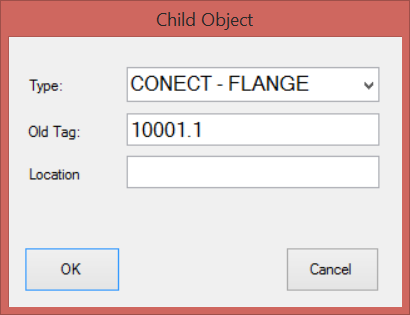 Child Object
Type: CONECT - FLANGE
Old Tag: 10001.1
Location
OK Cancel